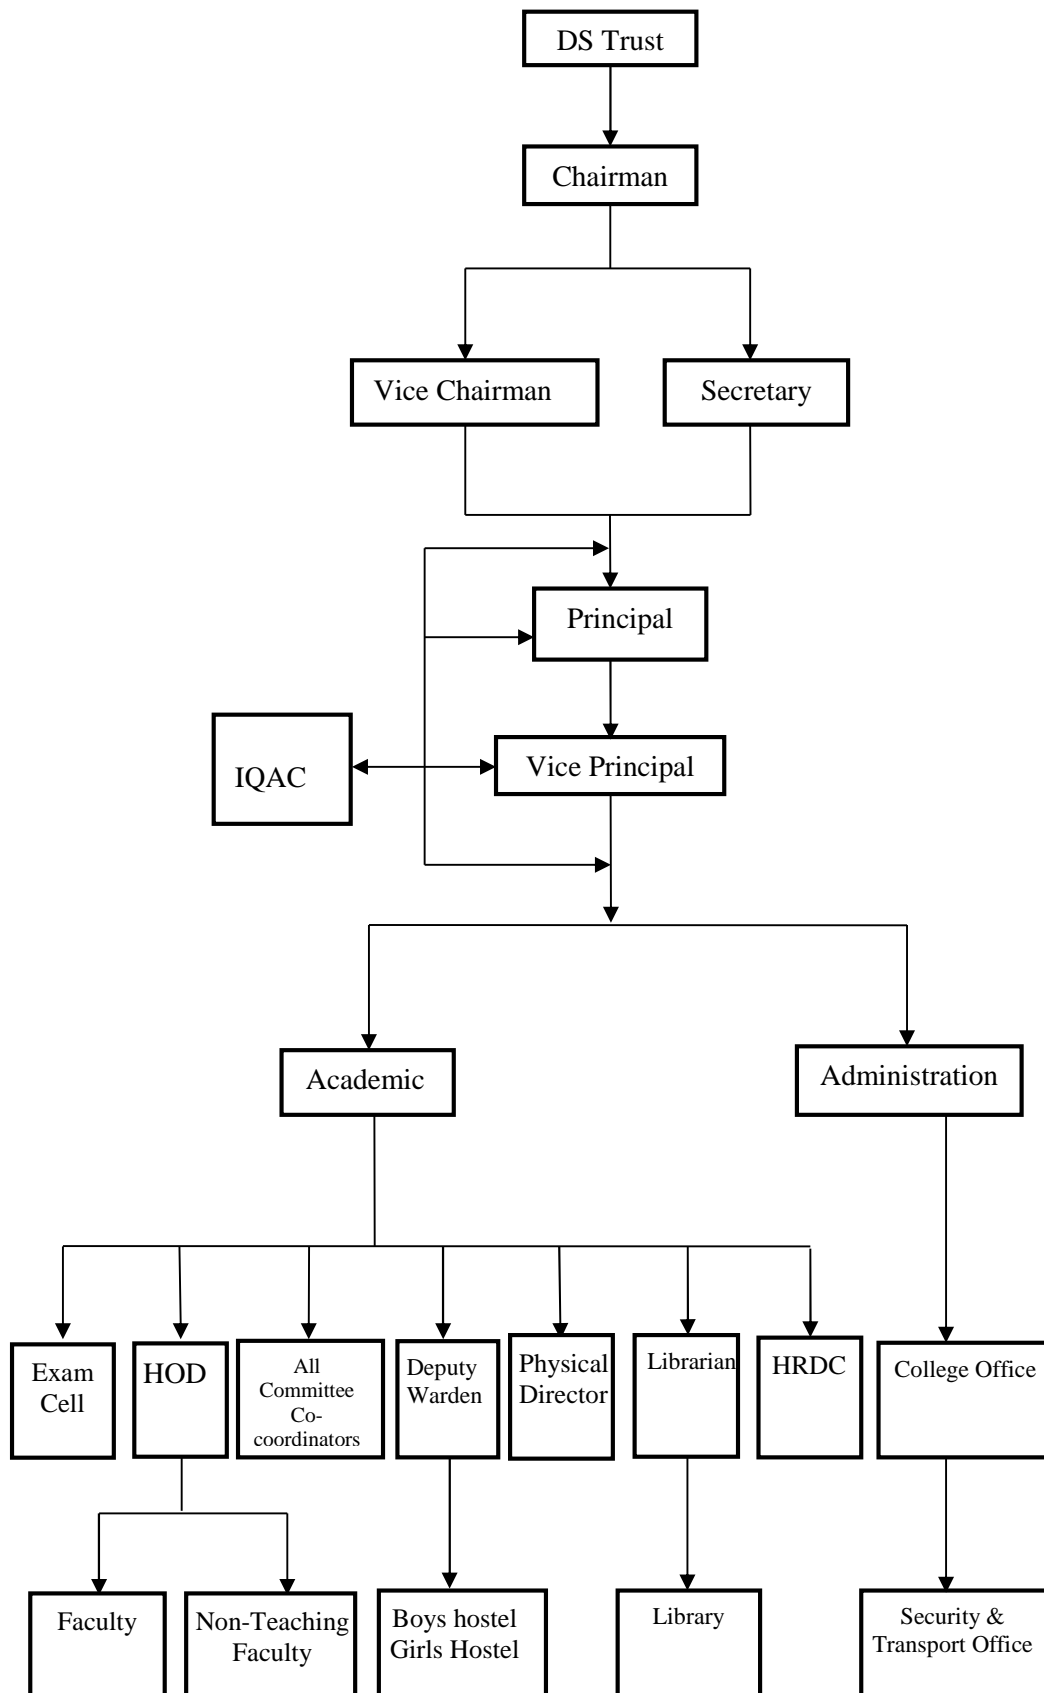 DS Trust
Chairman
Vice Chairman
Secretary
Principal
IQAC
Vice Principal
Academic
Administration
Exam
Cell
HOD
All
Committee
Co-
coordinators
Deputy
Warden
Physical
Director
Librarian
HRDC
College Office
Faculty
Non-Teaching
Faculty
Boys hostel
Girls Hostel
Library
Security &
Transport Office